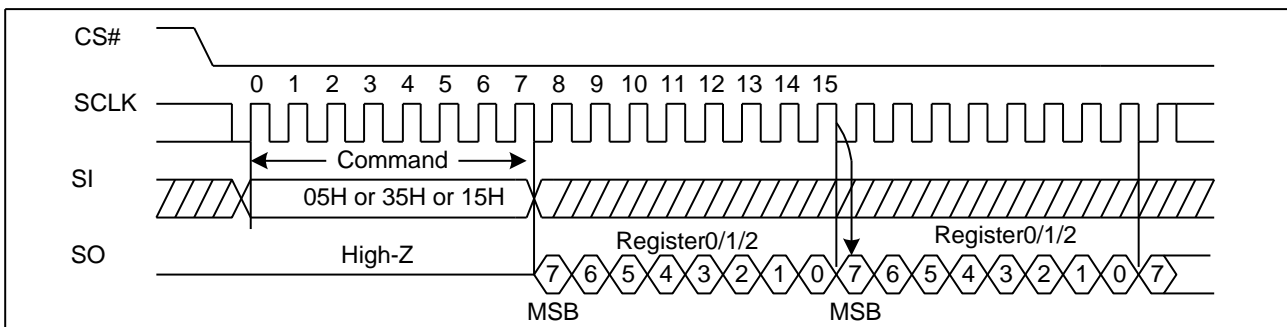 CS#
0 1 2 3 4 5 6 7 8 9 10 11 12 13 14 15
SCLK
Command
SI
05H or 35H or 15H
Register0/1/2 Register0/1/2
SO High-Z
7 6 5 4 3 2 1 0 7 6 5 4 3 2 1 0 7
MSB MSB